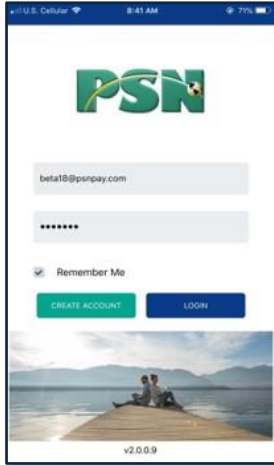 U.S. Cellular 8:41 AM 71%
PSN
beta18@psnpay.com
•••••••
Remember Me
CREATE ACCOUNT LOGIN
v2.0.0.9